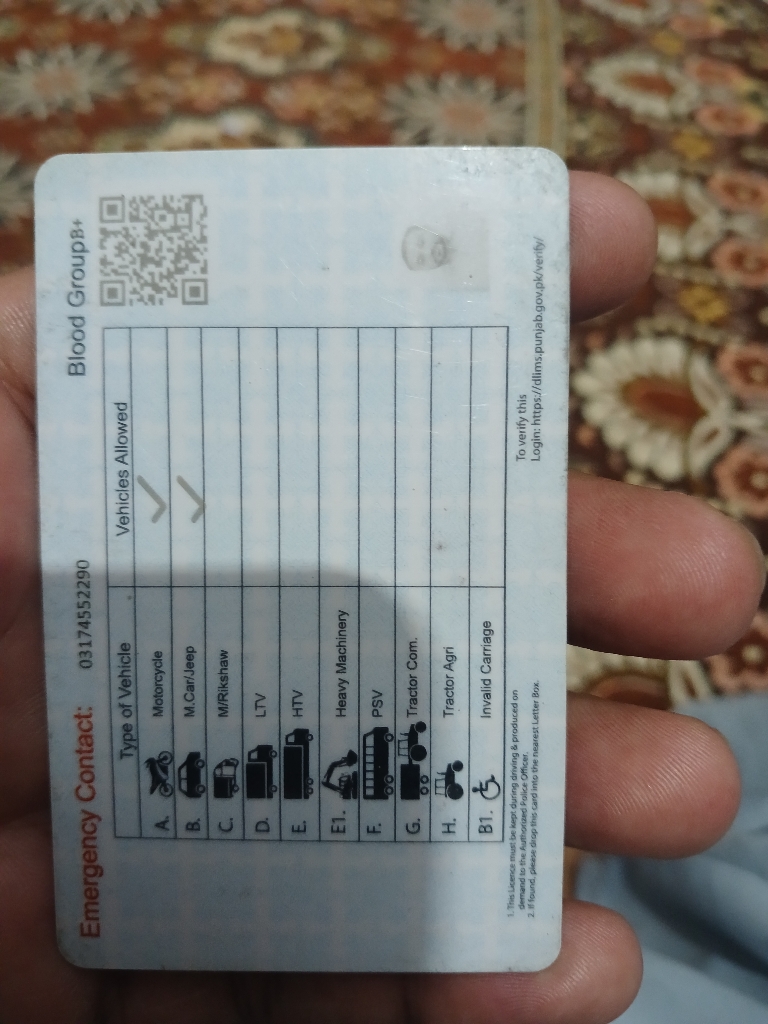 Emergency Contact: 03174552290 Blood Group B+
Type of Vehicle Vehicles Allowed
A. Motorcycle
B. M.Car/Jeep
C. M/Rikshaw
D. LTV
E. HTV
E1. Heavy Machinery
F. PSV
G. Tractor Com.
H. Tractor Agri
B1. Invalid Carriage
1. This Licence must be kept during driving & produced on
demand to the Authorized Police Officer.
2. If found, please drop this card into the nearest Letter Box.
To verify this
Login: https://dlims.punjab.gov.pk/verify/